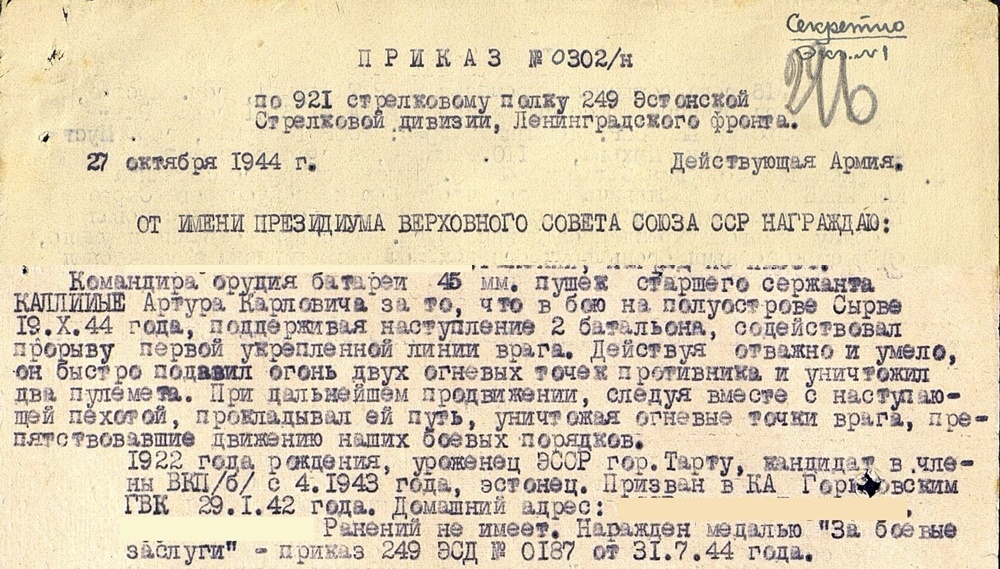 Секретно
Экз. №1
ПРИКАЗ № 0302/н
по 921 стрелковому полку 249 Эстонской
Стрелковой дивизии, Ленинградского фронта.
27 октября 1944 г. Действующая Армия.
ОТ ИМЕНИ ПРЕЗИДИУМА ВЕРХОВНОГО СОВЕТА СОЮЗА ССР НАГРАЖДАЮ:
Командира орудия батареи 45 мм. пушек старшего сержанта
Артура Карловича за то, что в бою на полуострове Сырве
19.X.44 года, поддерживая наступление 2 батальона, содействовал
прорыву первой укрепленной линии врага. Действуя отважно и умело,
он быстро подавил огонь двух огневых точек противника и уничтожил
два пулемета. При дальнейшем продвижении, следуя вместе с наступаю-
щей пехотой, прокладывал ей путь, уничтожая огневые точки врага, пре-
пятствовавшие движению наших боевых порядков.
1922 года рождения, уроженец ЭССР гор.Тарту, кандидат в чле-
ны ВКП/б/ с 4.1943 года, эстонец. Призван в КА
ГВК 29.I.42 года. Домашний адрес:
Ранений не имеет. Награжден медалью "За боевые
заслуги" - приказ 249 ЭСД № 0187 от 31.7.44 года.